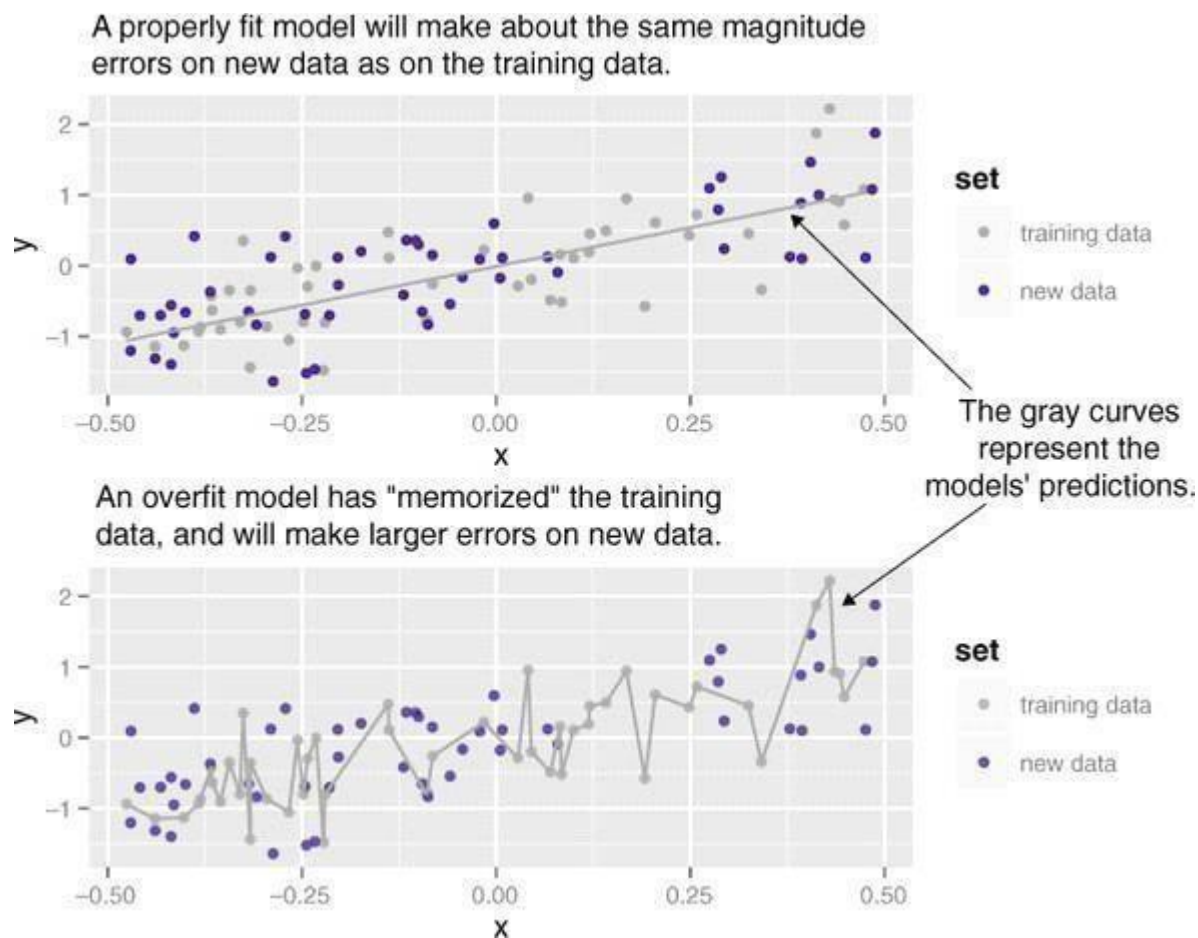 A properly fit model will make about the same magnitude
errors on new data as on the training data.
2
1
0
−1
y
−0.50
−0.25
0.00
0.25
0.50
x
set
training data
new data
The gray curves
represent the
models' predictions.
An overfit model has "memorized" the training
data, and will make larger errors on new data.
2
1
0
−1
y
−0.50
−0.25
0.00
0.25
0.50
x
set
training data
new data